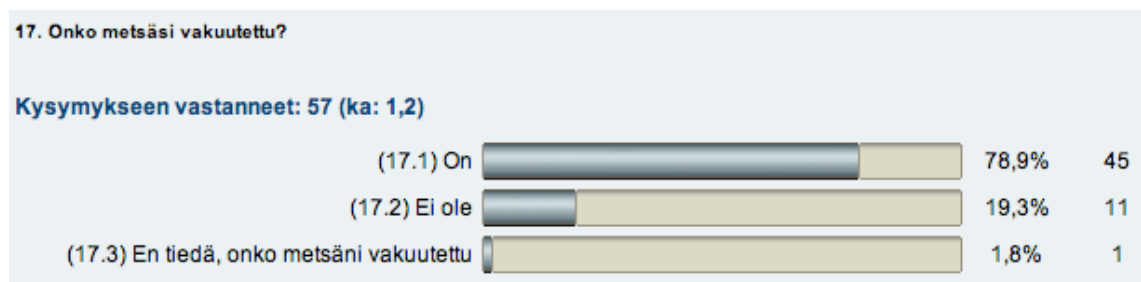 17. Onko metsäsi vakuutettu?
Kysymykseen vastanneet: 57 (ka: 1,2)
(17.1) On 78,9% 45
(17.2) Ei ole 19,3% 11
(17.3) En tiedä, onko metsäni vakuutettu 1,8% 1